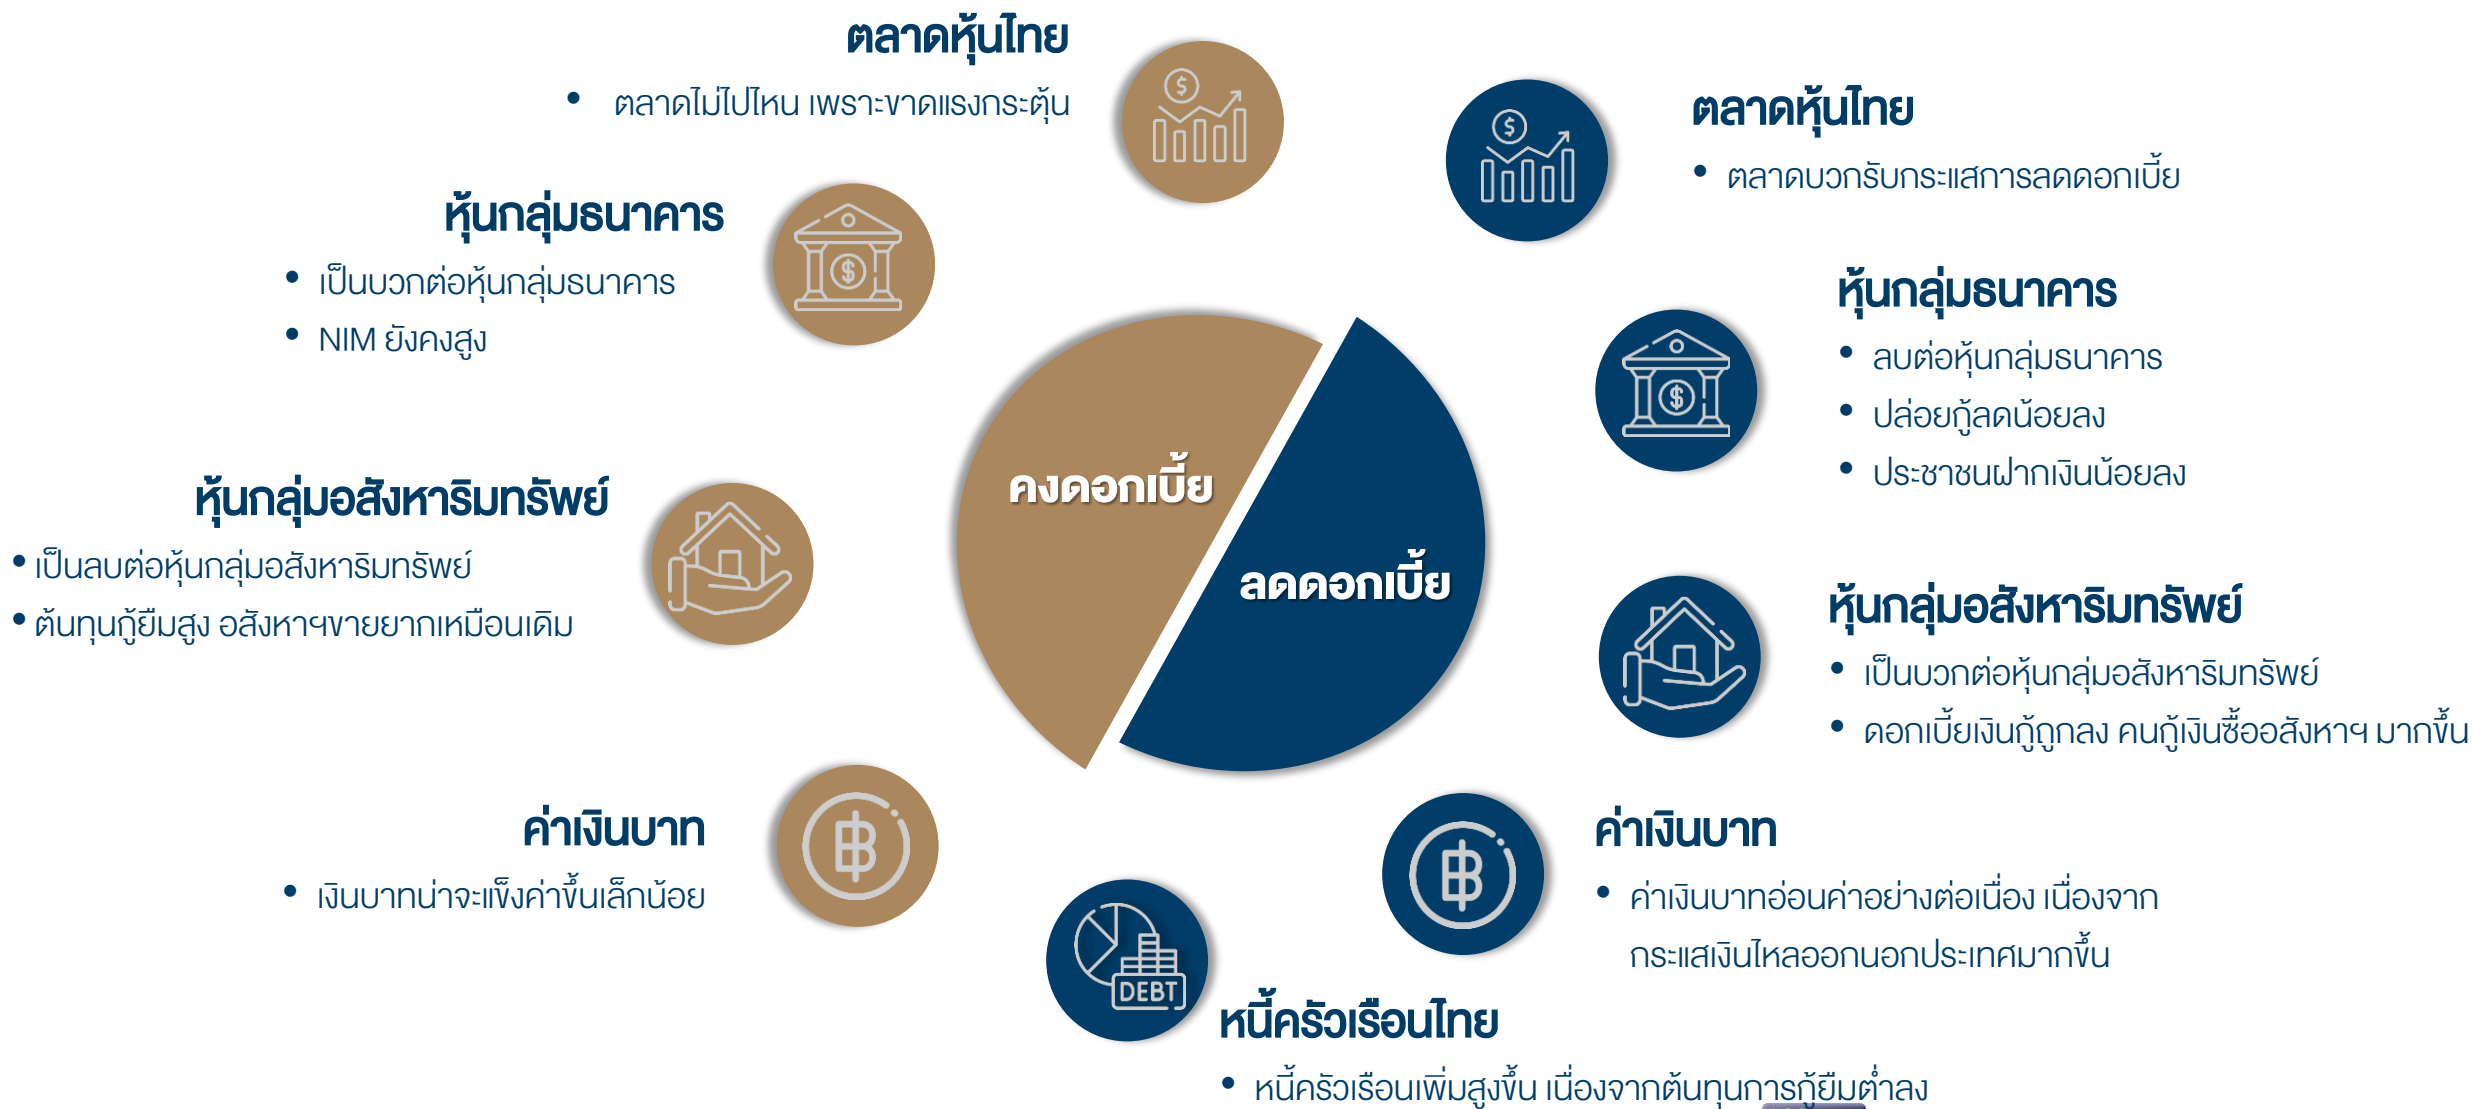 ตลาดหุ้นไทย
• ตลาดไม่ไปไหน เพราะขาดแรงกระตุ้น
หุ้นกลุ่มธนาคาร
• เป็นบวกต่อหุ้นกลุ่มธนาคาร
• NIM ยังคงสูง
หุ้นกลุ่มอสังหาริมทรัพย์
• เป็นลบต่อหุ้นกลุ่มอสังหาริมทรัพย์
• ต้นทุนกู้ยืมสูง อสังหาฯขายยากเหมือนเดิม
ค่าเงินบาท
• เงินบาทน่าจะแข็งค่าขึ้นเล็กน้อย
คงดอกเบี้ย
ลดดอกเบี้ย
ตลาดหุ้นไทย
• ตลาดบวกรับกระแสการลดดอกเบี้ย
หุ้นกลุ่มธนาคาร
• ลบต่อหุ้นกลุ่มธนาคาร
• ปล่อยกู้ลดน้อยลง
• ประชาชนฝากเงินน้อยลง
หุ้นกลุ่มอสังหาริมทรัพย์
• เป็นบวกต่อหุ้นกลุ่มอสังหาริมทรัพย์
• ดอกเบี้ยเงินกู้ถูกลง คนกู้เงินซื้ออสังหาฯ มากขึ้น
ค่าเงินบาท
• ค่าเงินบาทอ่อนค่าอย่างต่อเนื่อง เนื่องจาก
กระแสเงินไหลออกนอกประเทศมากขึ้น
DEBT
หนี้ครัวเรือนไทย
• หนี้ครัวเรือนเพิ่มสูงขึ้น เนื่องจากต้นทุนการกู้ยืมต่ำลง